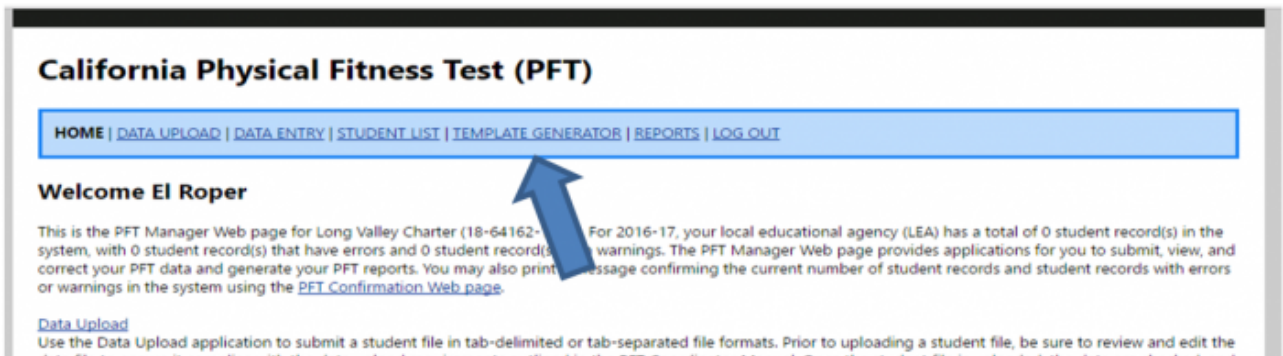 California Physical Fitness Test (PFT)
HOME | DATA UPLOAD | DATA ENTRY | STUDENT LIST | TEMPLATE GENERATOR | REPORTS | LOG OUT
Welcome El Roper
This is the PFT Manager Web page for Long Valley Charter (18-64162- For 2016-17, your local educational agency (LEA) has a total of 0 student record(s) in the
system, with 0 student record(s) that have errors and 0 student record(s warnings. The PFT Manager Web page provides applications for you to submit, view, and
correct your PFT data and generate your PFT reports. You may also print essage confirming the current number of student records and student records with errors
or warnings in the system using the PFT Confirmation Web page.
Data Upload
Use the Data Upload application to submit a student file in tab-delimited or tab-separated file formats. Prior to uploading a student file, be sure to review and edit the